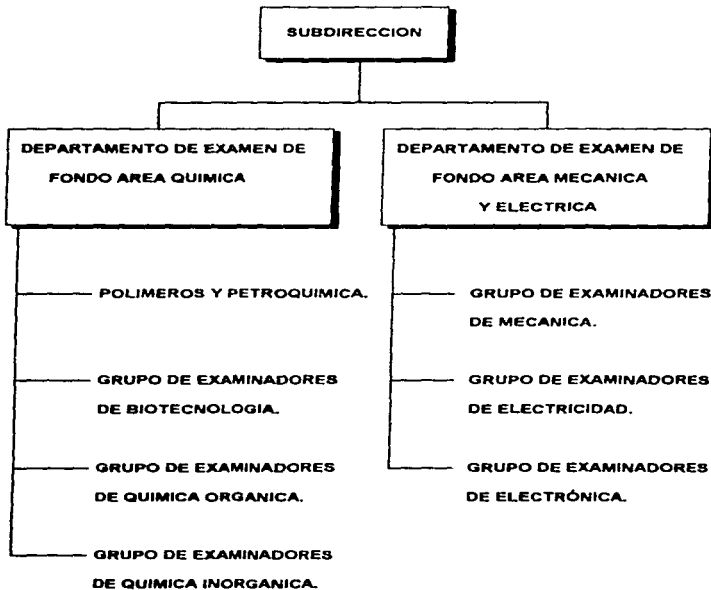 SUBDIRECCION
DEPARTAMENTO DE EXAMEN DE
FONDO AREA QUIMICA
DEPARTAMENTO DE EXAMEN DE
FONDO AREA MECANICA
Y ELECTRICA
POLIMEROS Y PETROQUIMICA.
GRUPO DE EXAMINADORES
DE BIOTECNOLOGIA.
GRUPO DE EXAMINADORES
DE QUIMICA ORGANICA.
GRUPO DE EXAMINADORES
DE QUIMICA INORGANICA.
GRUPO DE EXAMINADORES
DE MECANICA.
GRUPO DE EXAMINADORES
DE ELECTRICIDAD.
GRUPO DE EXAMINADORES
DE ELECTRÓNICA.